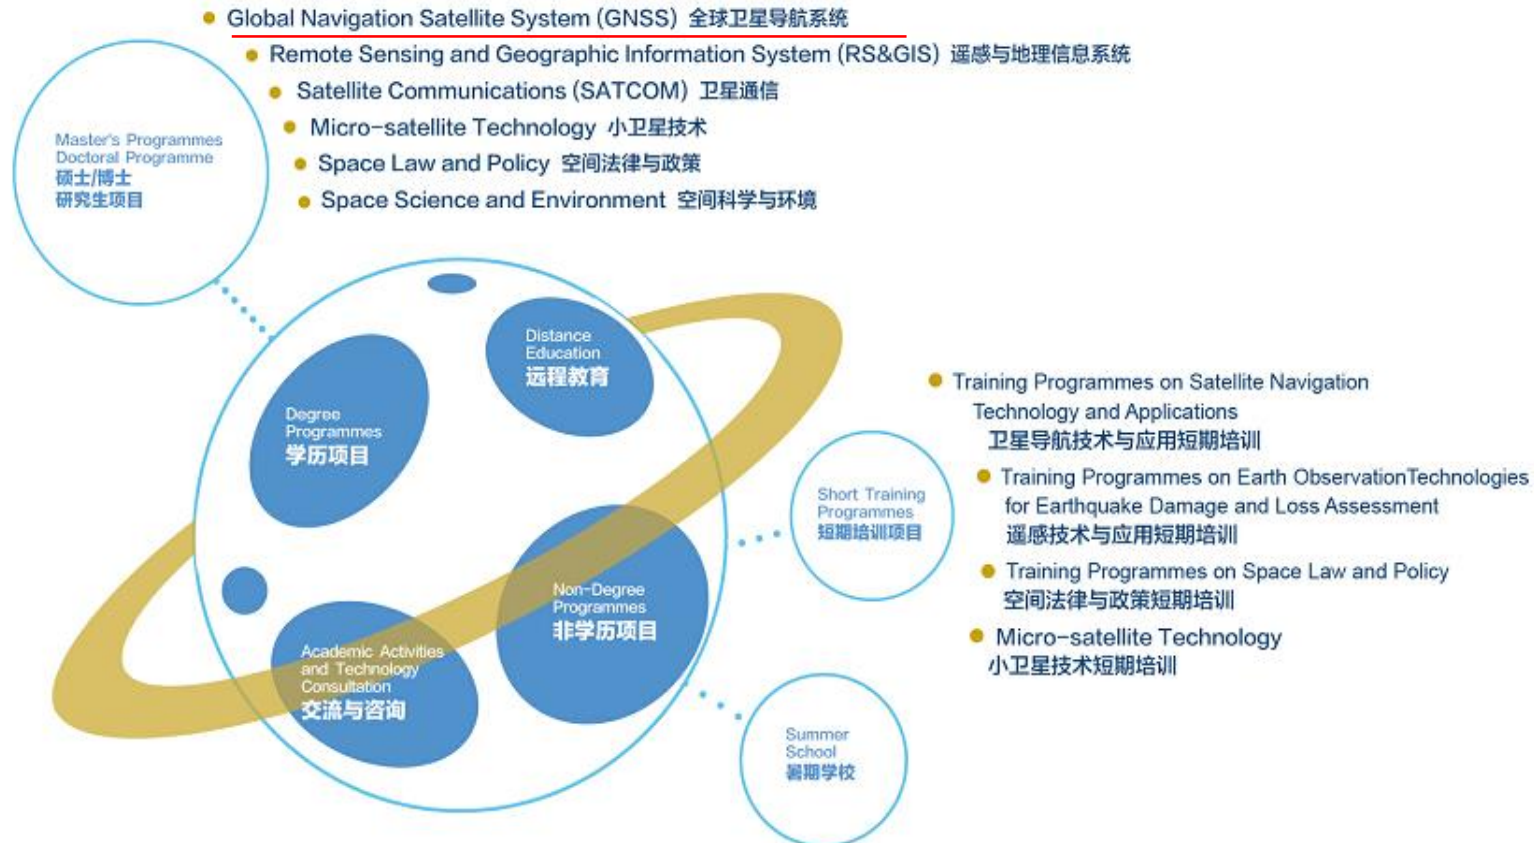 Global Navigation Satellite System (GNSS) 全球卫星导航系统
Remote Sensing and Geographic Information System (RS&GIS) 遥感与地理信息系统
Satellite Communications (SATCOM) 卫星通信
Micro-satellite Technology 小卫星技术
Space Law and Policy 空间法律与政策
Space Science and Environment 空间科学与环境
Master's Programmes
Doctoral Programme
硕士/博士
研究生项目
Distance
Education
远程教育
Degree
Programmes
学历项目
Training Programmes on Satellite Navigation
Technology and Applications
卫星导航技术与应用短期培训
Training Programmes on Earth ObservationTechnologies
for Earthquake Damage and Loss Assessment
遥感技术与应用短期培训
Training Programmes on Space Law and Policy
空间法律与政策短期培训
Micro-satellite Technology
小卫星技术短期培训
Short Training
Programmes
短期培训项目
Non-Degree
Programmes
非学历项目
Academic Activities
and Technology
Consultation
交流与咨询
Summer
School
暑期学校